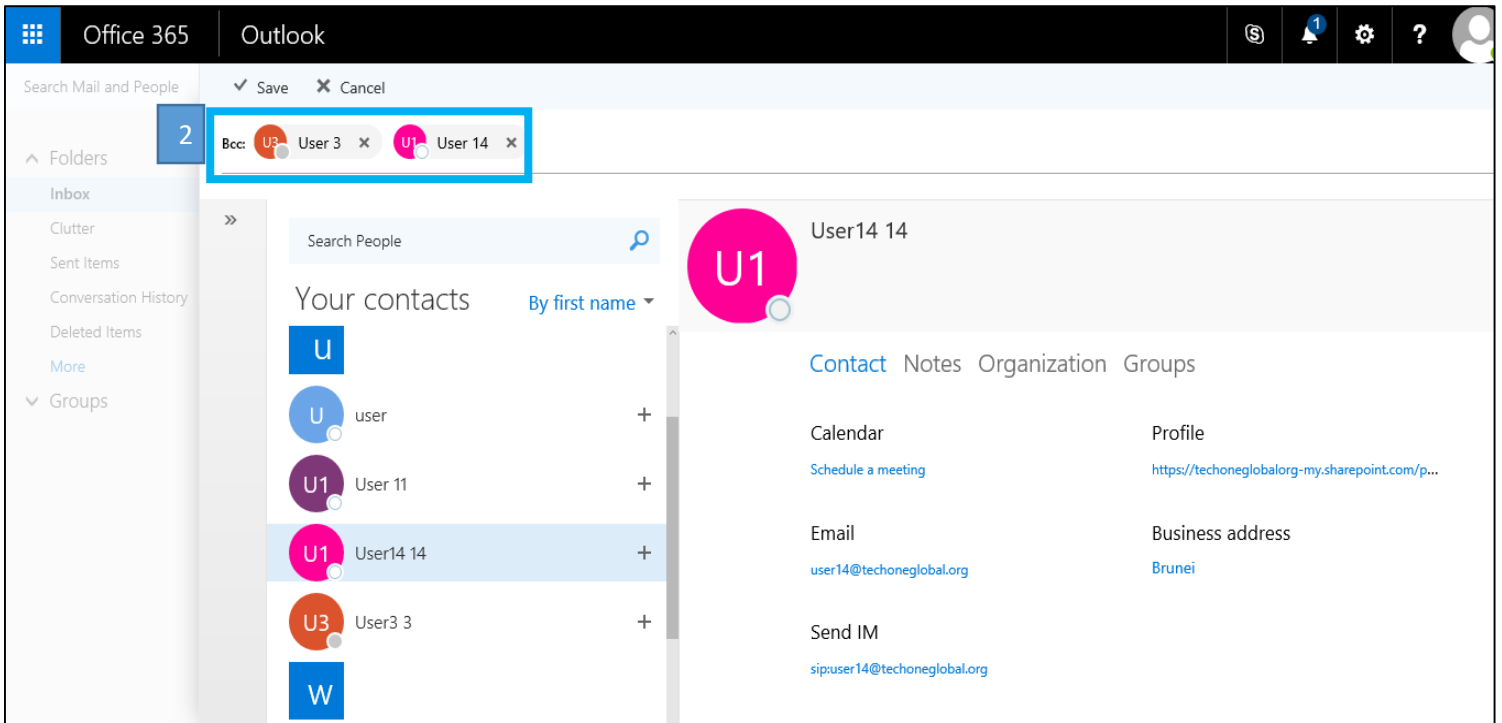 Office 365 Outlook 1 ?
Search Mail and People
Save Cancel
2
Bcc: U3 User 3 U1 User 14
Folders
Inbox
Clutter
Sent Items
Conversation History
Deleted Items
More
Groups
Search People
Your contacts By first name
u
U user
U1 User 11
U1 User14 14
U3 User3 3
W
U1 User14 14
Contact Notes Organization Groups
Calendar
Schedule a meeting
Profile
https://techoneglobalorg-my.sharepoint.com/p...
Email
user14@techoneglobal.org
Business address
Brunei
Send IM
sip:user14@techoneglobal.org